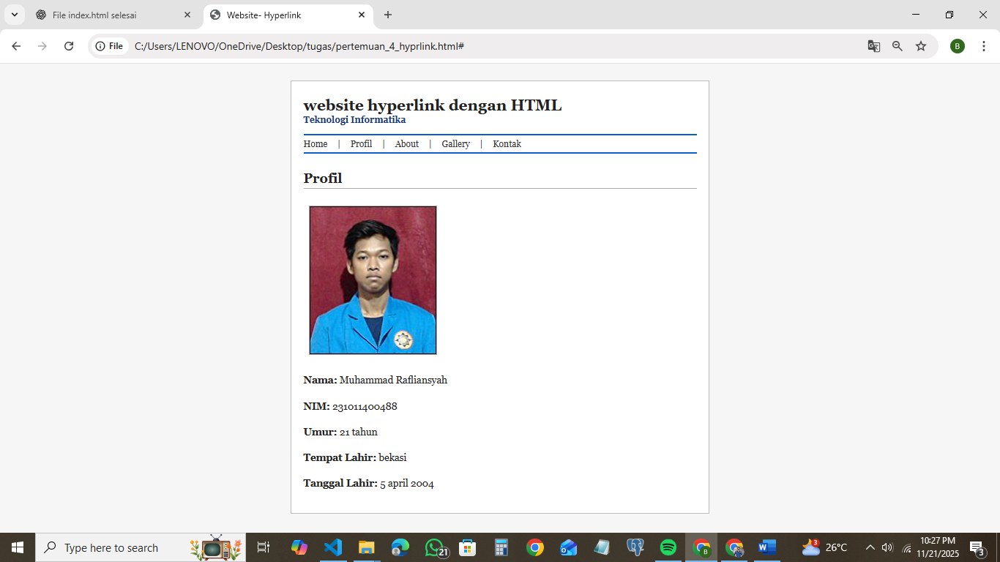 File index.html selesai
Website- Hyperlink
File
C:/Users/LENOVO/OneDrive/Desktop/tugas/pertemuan_4_hyprlink.html#
B
website hyperlink dengan HTML
Teknologi Informatika
Home | Profil | About | Gallery | Kontak
Profil
Nama: Muhammad Rafliansyah
NIM: 231011400488
Umur: 21 tahun
Tempat Lahir: bekasi
Tanggal Lahir: 5 april 2004
Type here to search
21
B
3
26°C
10:27 PM
11/21/2025
3